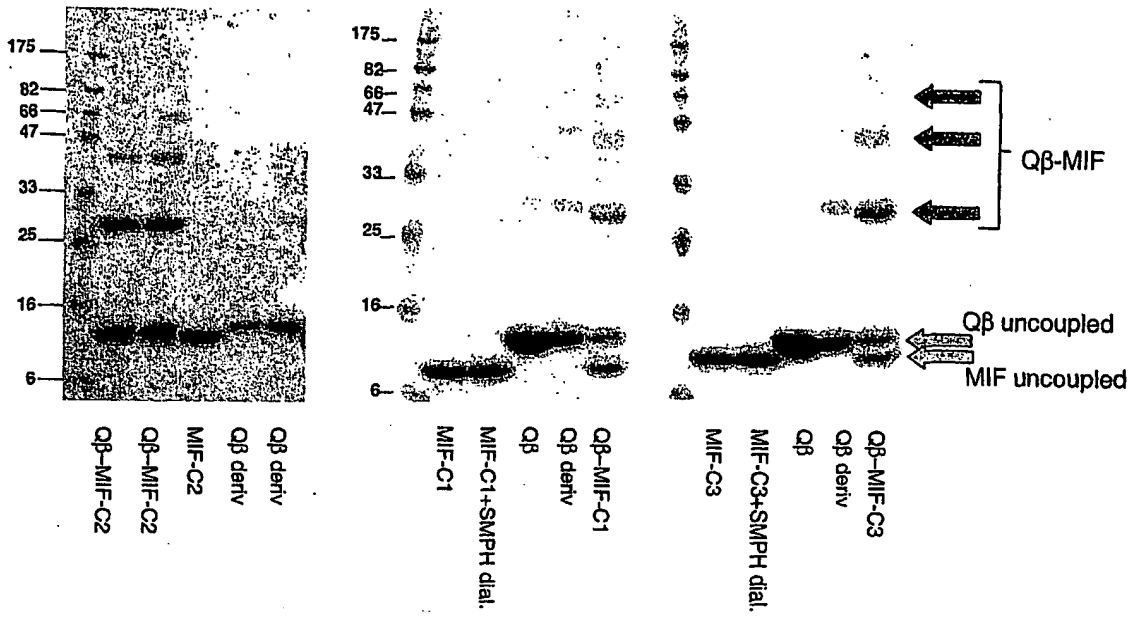 175
82
66
47
33
25
16
6
Qβ–MIF-C2
Qβ–MIF-C2
MIF-C2
Qβ deriv
Qβ deriv
175
82
66
47
33
25
16
6
MIF-C1
MIF-C1+SMPH dial.
Qβ
Qβ deriv
Qβ–MIF-C1
MIF-C3
MIF-C3+SMPH dial.
Qβ
Qβ deriv
Qβ–MIF-C3
Qβ-MIF
Qβ uncoupled
MIF uncoupled